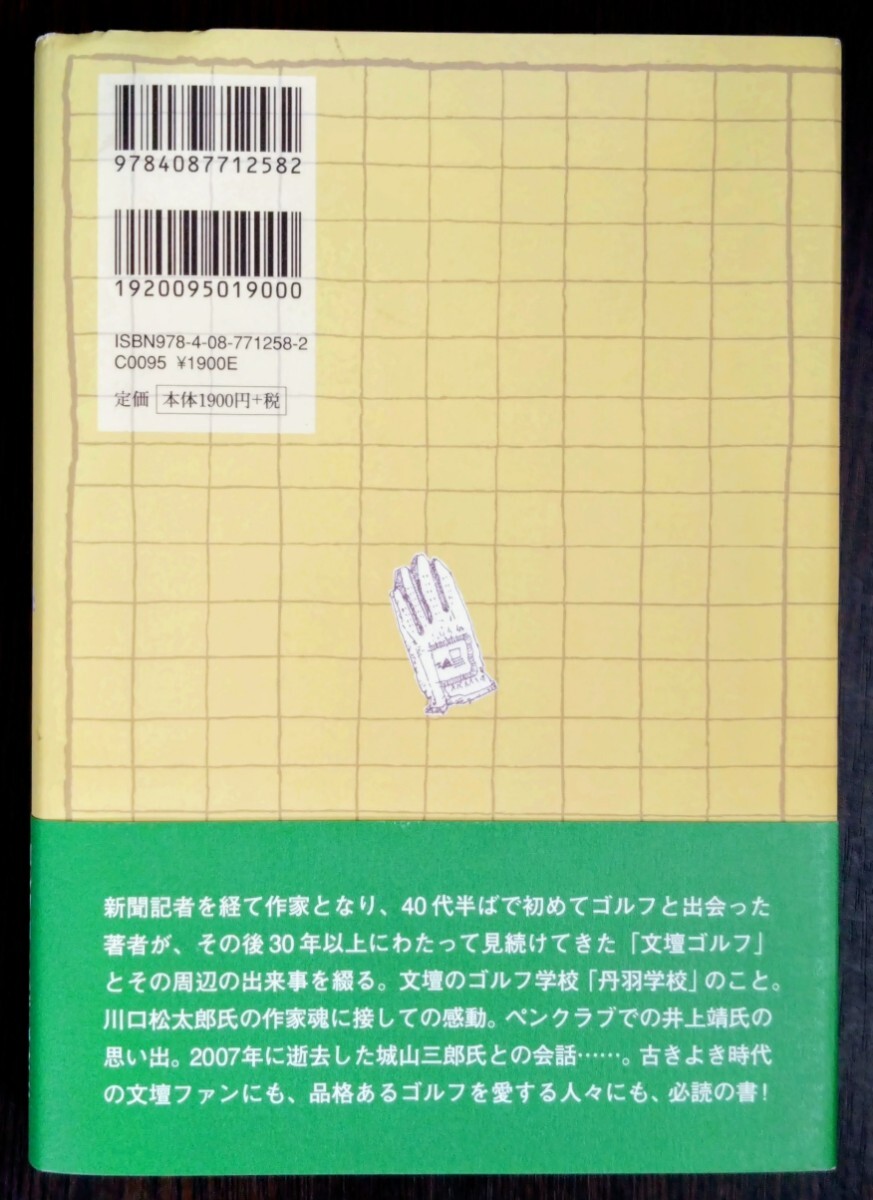 9784087712582
1920095019000
ISBN978-4-08-771258-2
C0095 ¥1900E
定価 本体1900円+税
新聞記者を経て作家となり、40代半ばで初めてゴルフと出会った
著者が、その後30年以上にわたって見続けてきた「文壇ゴルフ」
とその周辺の出来事を綴る。文壇のゴルフ学校「丹羽学校」のこと。
川口松太郎氏の作家魂に接しての感動。ペンクラブでの井上靖氏の
思い出。2007年に逝去した城山三郎氏との会話……。古きよき時代
の文壇ファンにも、品格あるゴルフを愛する人々にも、必読の書!